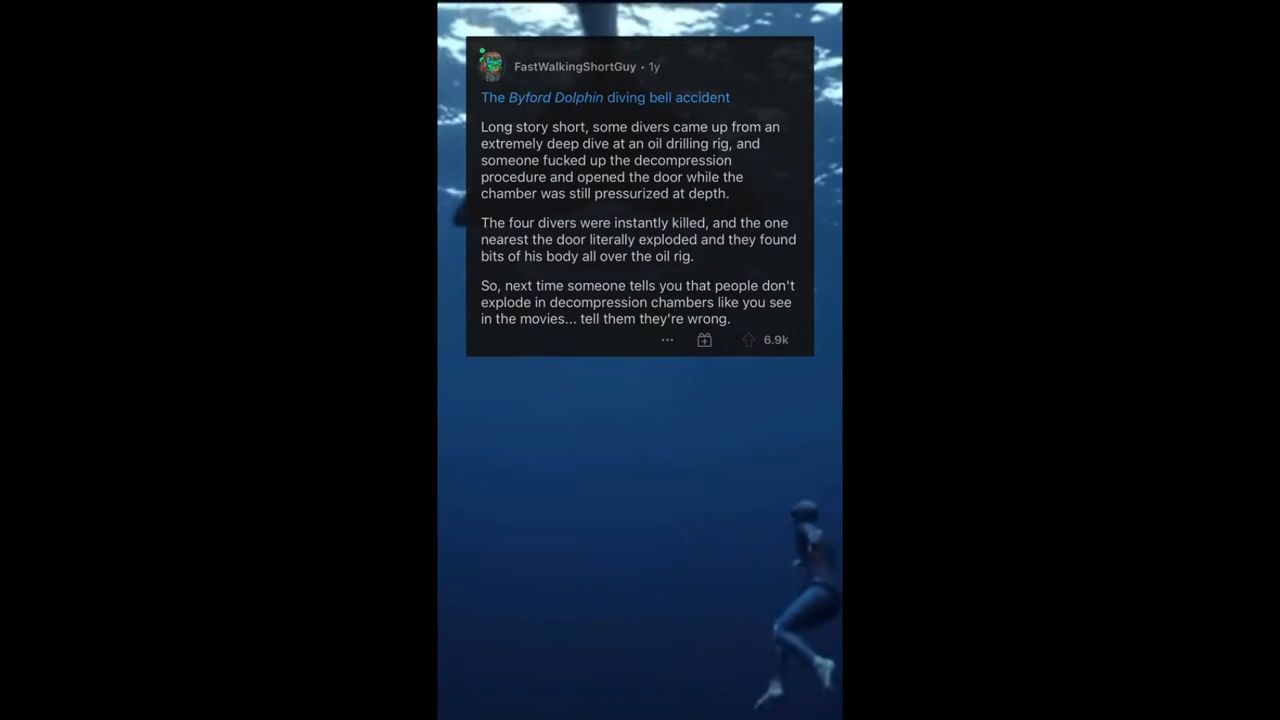 FastWalkingShortGuy • 1y
The Byford Dolphin diving bell accident
Long story short, some divers came up from an
extremely deep dive at an oil drilling rig, and
someone fucked up the decompression
procedure and opened the door while the
chamber was still pressurized at depth.
The four divers were instantly killed, and the one
nearest the door literally exploded and they found
bits of his body all over the oil rig.
So, next time someone tells you that people don't
explode in decompression chambers like you see
in the movies... tell them they're wrong.
6.9k